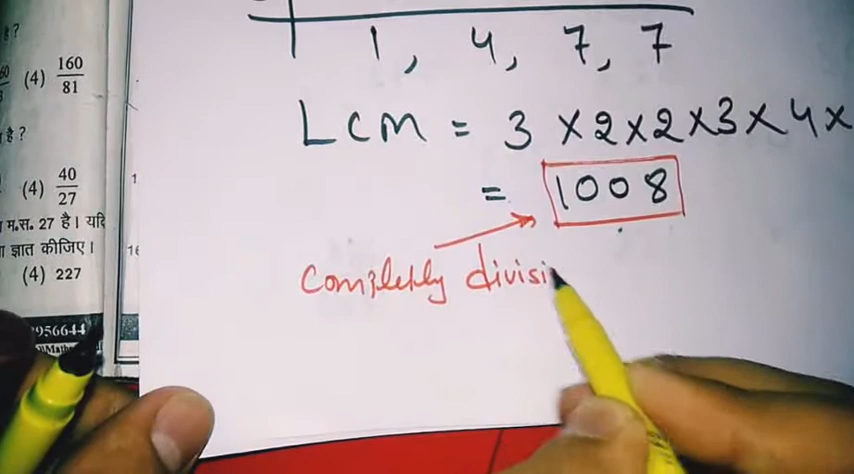 है?
(4) 160/81
है?
(4) 40/27
म.स. 27 है। यदि
ज्ञात कीजिए।
(4) 227
956644
1, 4, 7, 7
LCM = 3 × 2 × 2 × 3 × 4 ×
= 1008
Completely divisi